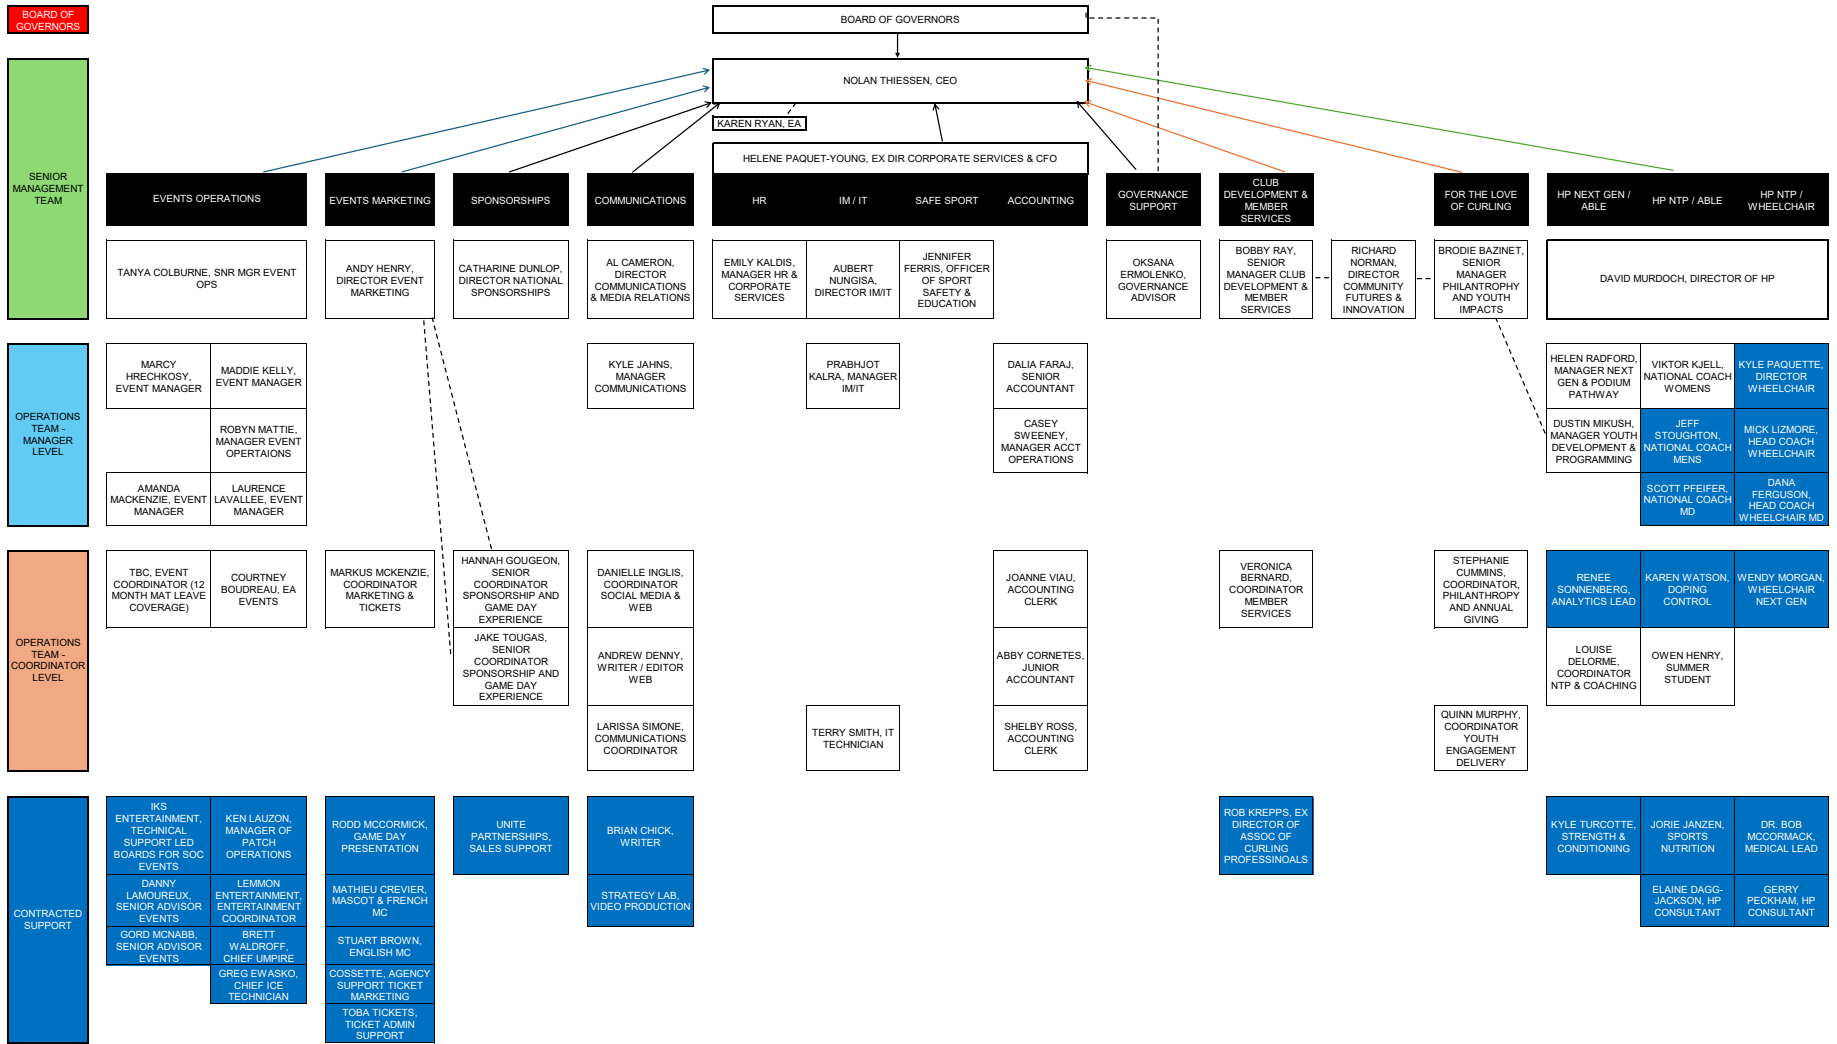 BOARD OF
GOVERNORS
BOARD OF GOVERNORS
NOLAN THIESSEN, CEO
KAREN RYAN, EA
HELENE PAQUET-YOUNG, EX DIR CORPORATE SERVICES & CFO
SENIOR
MANAGEMENT
TEAM
EVENTS OPERATIONS
EVENTS MARKETING
SPONSORSHIPS
COMMUNICATIONS
HR
IM / IT
SAFE SPORT
ACCOUNTING
GOVERNANCE
SUPPORT
CLUB
DEVELOPMENT &
MEMBER
SERVICES
FOR THE LOVE
OF CURLING
HP NEXT GEN /
ABLE
HP NTP / ABLE
HP NTP /
WHEELCHAIR
TANYA COLBURNE, SNR MGR EVENT
OPS
ANDY HENRY,
DIRECTOR EVENT
MARKETING
CATHARINE DUNLOP,
DIRECTOR NATIONAL
SPONSORSHIPS
AL CAMERON,
DIRECTOR
COMMUNICATIONS
& MEDIA RELATIONS
EMILY KALDIS,
MANAGER HR &
CORPORATE
SERVICES
AUBERT
NUNGISA,
DIRECTOR IM/IT
JENNIFER
FERRIS, OFFICER
OF SPORT
SAFETY &
EDUCATION
OKSANA
ERMOLENKO,
GOVERNANCE
ADVISOR
BOBBY RAY,
SENIOR
MANAGER CLUB
DEVELOPMENT &
MEMBER
SERVICES
RICHARD
NORMAN,
DIRECTOR
COMMUNITY
FUTURES &
INNOVATION
BRODIE BAZINET,
SENIOR
MANAGER
PHILANTROPHY
AND YOUTH
IMPACTS
DAVID MURDOCH, DIRECTOR OF HP
OPERATIONS
TEAM -
MANAGER
LEVEL
MARCY
HRECHKOSY,
EVENT MANAGER
MADDIE KELLY,
EVENT MANAGER
KYLE JAHNS,
MANAGER
COMMUNICATIONS
PRABHJOT
KALRA, MANAGER
IM/IT
DALIA FARAJ,
SENIOR
ACCOUNTANT
HELEN RADFORD,
MANAGER NEXT
GEN & PODIUM
PATHWAY
VIKTOR KJELL,
NATIONAL COACH
WOMENS
KYLE PAQUETTE,
DIRECTOR
WHEELCHAIR
ROBYN MATTIE,
MANAGER EVENT
OPERTAIONS
CASEY
SWEENEY,
MANAGER ACCT
OPERATIONS
DUSTIN MIKUSH,
MANAGER YOUTH
DEVELOPMENT &
PROGRAMMING
JEFF
STOUGHTON,
NATIONAL COACH
MENS
MICK LIZMORE,
HEAD COACH
WHEELCHAIR
AMANDA
MACKENZIE, EVENT
MANAGER
LAURENCE
LAVALLEE, EVENT
MANAGER
SCOTT PFEIFER,
NATIONAL COACH
MD
DANA
FERGUSON,
HEAD COACH
WHEELCHAIR MD
OPERATIONS
TEAM -
COORDINATOR
LEVEL
TBC, EVENT
COORDINATOR (12
MONTH MAT LEAVE
COVERAGE)
COURTNEY
BOUDREAU, EA
EVENTS
MARKUS MCKENZIE,
COORDINATOR
MARKETING &
TICKETS
HANNAH GOUGEON,
SENIOR
COORDINATOR
SPONSORSHIP AND
GAME DAY
EXPERIENCE
DANIELLE INGLIS,
COORDINATOR
SOCIAL MEDIA &
WEB
JOANNE VIAU,
ACCOUNTING
CLERK
VERONICA
BERNARD,
COORDINATOR
MEMBER
SERVICES
STEPHANIE
CUMMINS,
COORDINATOR,
PHILANTHROPY
AND ANNUAL
GIVING
RENEE
SONNENBERG,
ANALYTICS LEAD
KAREN WATSON,
DOPING
CONTROL
WENDY MORGAN,
WHEELCHAIR
NEXT GEN
JAKE TOUGAS,
SENIOR
COORDINATOR
SPONSORSHIP AND
GAME DAY
EXPERIENCE
ANDREW DENNY,
WRITER / EDITOR
WEB
ABBY CORNETES,
JUNIOR
ACCOUNTANT
LOUISE
DELORME,
COORDINATOR
NTP & COACHING
OWEN HENRY,
SUMMER
STUDENT
LARISSA SIMONE,
COMMUNICATIONS
COORDINATOR
TERRY SMITH, IT
TECHNICIAN
SHELBY ROSS,
ACCOUNTING
CLERK
QUINN MURPHY,
COORDINATOR
YOUTH
ENGAGEMENT
DELIVERY
CONTRACTED
SUPPORT
IKS
ENTERTAINMENT,
TECHNICAL
SUPPORT LED
BOARDS FOR SOC
EVENTS
KEN LAUZON,
MANAGER OF
PATCH
OPERATIONS
RODD MCCORMICK,
GAME DAY
PRESENTATION
UNITE
PARTNERSHIPS,
SALES SUPPORT
BRIAN CHICK,
WRITER
ROB KREPPS, EX
DIRECTOR OF
ASSOC OF
CURLING
PROFESSINOALS
KYLE TURCOTTE,
STRENGTH &
CONDITIONING
JORIE JANZEN,
SPORTS
NUTRITION
DR. BOB
MCCORMACK,
MEDICAL LEAD
DANNY
LAMOUREUX,
SENIOR ADVISOR
EVENTS
LEMMON
ENTERTAINMENT,
ENTERTAINMENT
COORDINATOR
MATHIEU CREVIER,
MASCOT & FRENCH
MC
STRATEGY LAB,
VIDEO PRODUCTION
ELAINE DAGG-
JACKSON, HP
CONSULTANT
GERRY
PECKHAM, HP
CONSULTANT
GORD MCNABB,
SENIOR ADVISOR
EVENTS
BRETT
WALDROFF,
CHIEF UMPIRE
STUART BROWN,
ENGLISH MC
GREG EWASKO,
CHIEF ICE
TECHNICIAN
COSSETTE, AGENCY
SUPPORT TICKET
MARKETING
TOBA TICKETS,
TICKET ADMIN
SUPPORT